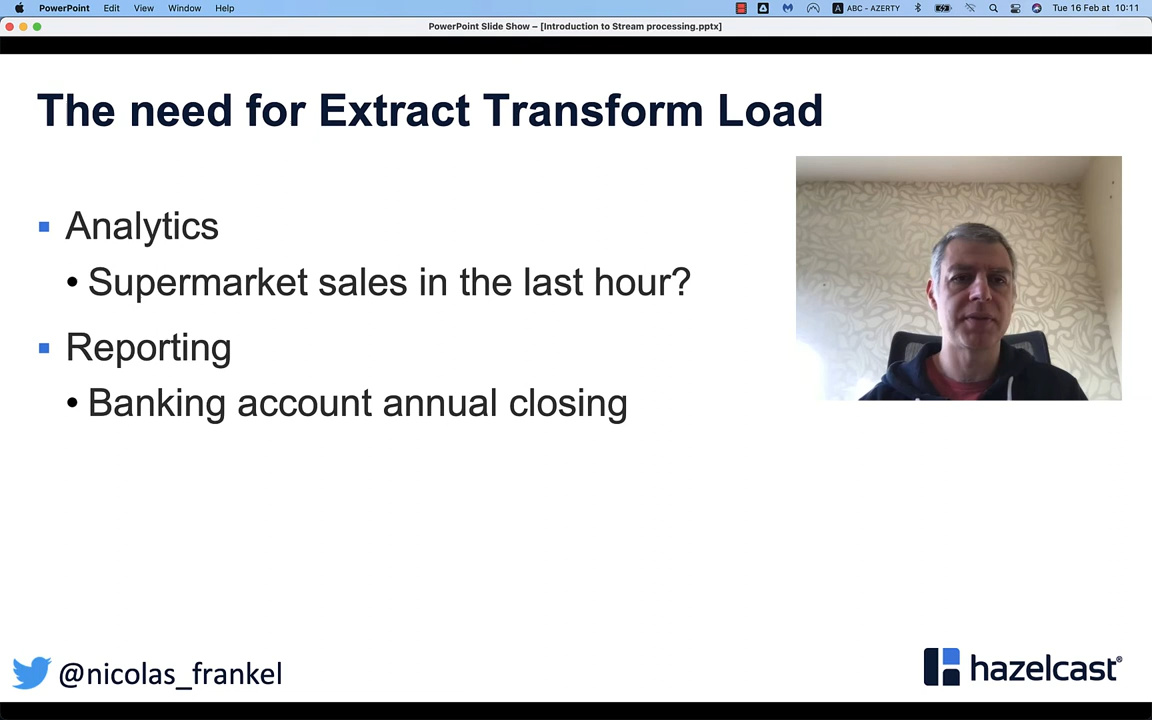 PowerPoint Edit View Window Help A ABC - AZERTY Tue 16 Feb at 10:11
PowerPoint Slide Show – [Introduction to Stream processing.pptx]
The need for Extract Transform Load
Analytics
Supermarket sales in the last hour?
Reporting
Banking account annual closing
@nicolas_frankel
hazelcast®